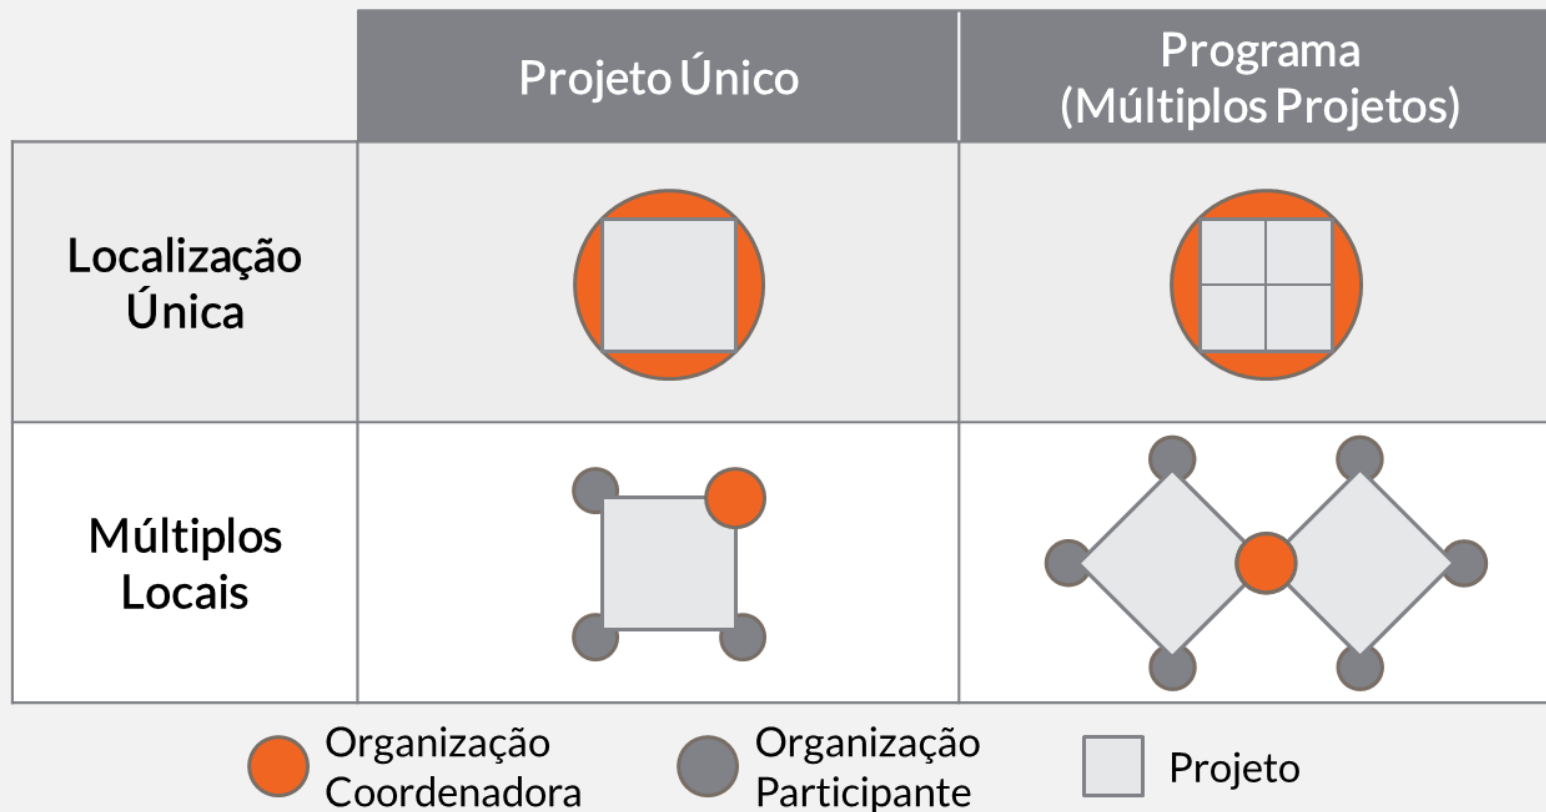 Projeto Único
Programa
(Múltiplos Projetos)
Localização
Única
Múltiplos
Locais
Organização
Coordenadora
Organização
Participante
Projeto